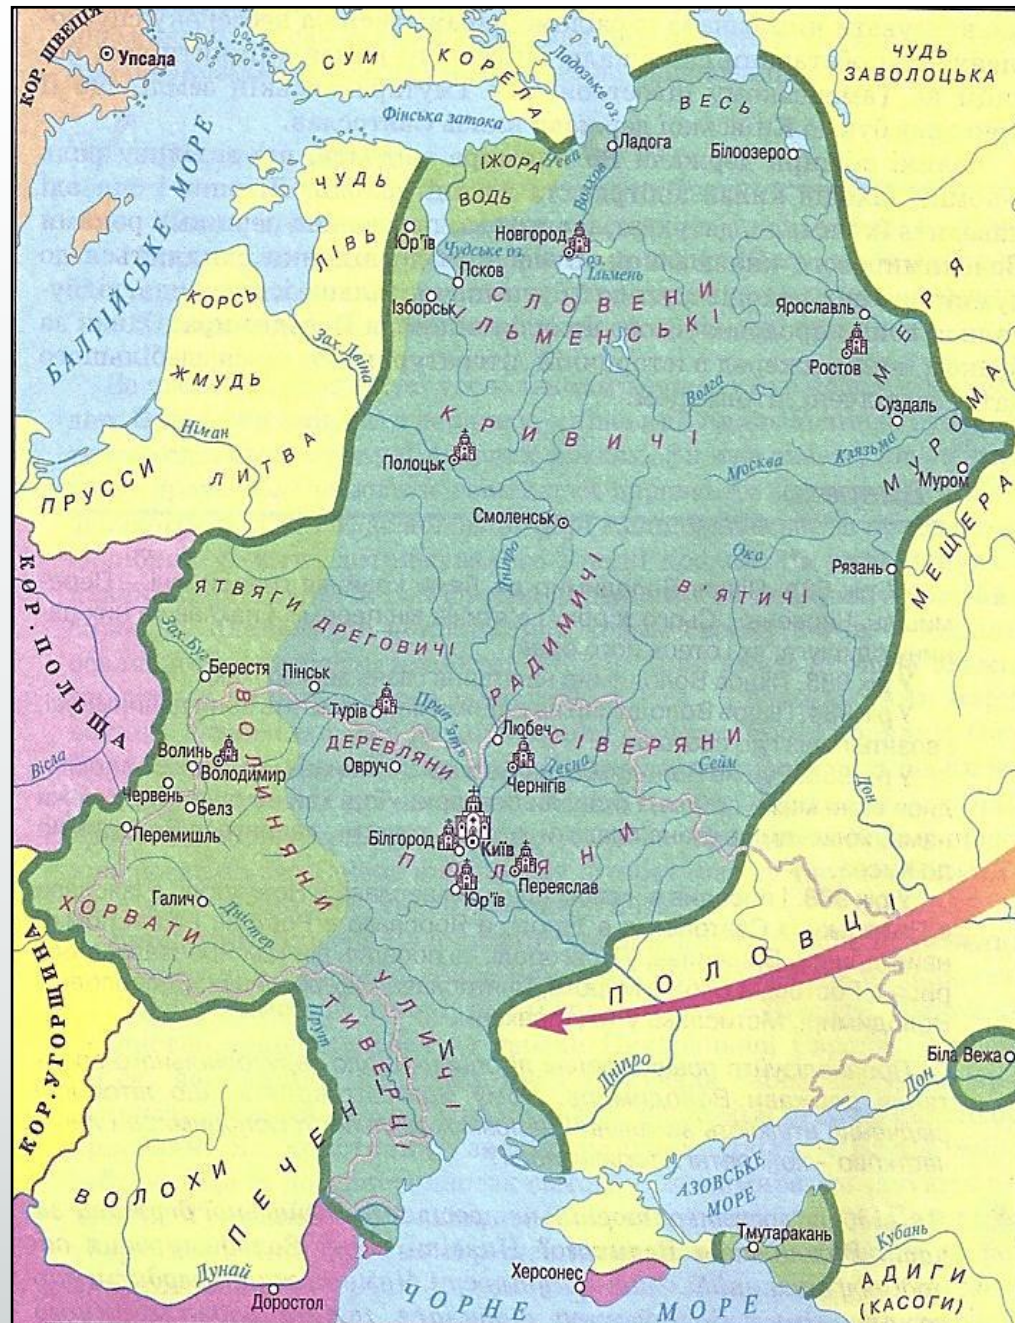 КОР. ШВЕЦІЯ
Упсала
СУМ
КОРЕЛА
Ладозьке оз.
ЧУДЬ
ЗАВОЛОЦЬКА
ВЕСЬ
Фінська затока
Ладога
Білоозеро
Нева
ІЖОРА
ВОДЬ
ЧУДЬ
Волхов
БАЛТІЙСЬКЕ МОРЕ
Юр'їв
Новгород
Чудське оз.
Псков
оз.
Ільмень
ЛІВЬ
Ізборськ
СЛОВЕНИ
ІЛЬМЕНСЬКІ
КОРСЬ
Ярославль
МЕРЯ
Ростов
Зах. Двіна
ЖМУДЬ
Волга
Суздаль
МУРОМА
Німан
КРИВИЧІ
Клязьма
Москва
Полоцьк
Муром
ПРУССИ
ЛИТВА
Смоленськ
МЕЩЕРА
Дніпро
Ока
Рязань
КОР. ПОЛЬЩА
ЯТВЯГИ
ДРЕГОВИЧІ
РАДИМИЧІ
ВЯТИЧІ
Зах. Буг
Берестя
Пінськ
Турів
Прип'ять
ВОЛИНЯНИ
Любеч
СІВЕРЯНИ
ДЕРЕВЛЯНИ
Овруч
Волинь
Володимир
Вісла
Десна
Сейм
Чернігів
Дон
Червень
Белз
Перемишль
Білгород
Київ
ПОЛЯНИ
Переяслав
Юр'їв
Галич
ХОРВАТИ
Дністер
ПОЛОВЦІ
КОР. УГОРЩИНА
УЛИЧІ
ТИВЕРЦІ
Прут
Біла Вежа
Дніпро
Дон
ПЕЧЕНІГИ
ВОЛОХИ
АЗОВСЬКЕ
МОРЕ
Тмутаракань
Кубань
Дунай
Доростол
Херсонес
АДИГИ
(КАСОГИ)
ЧОРНЕ МОРЕ